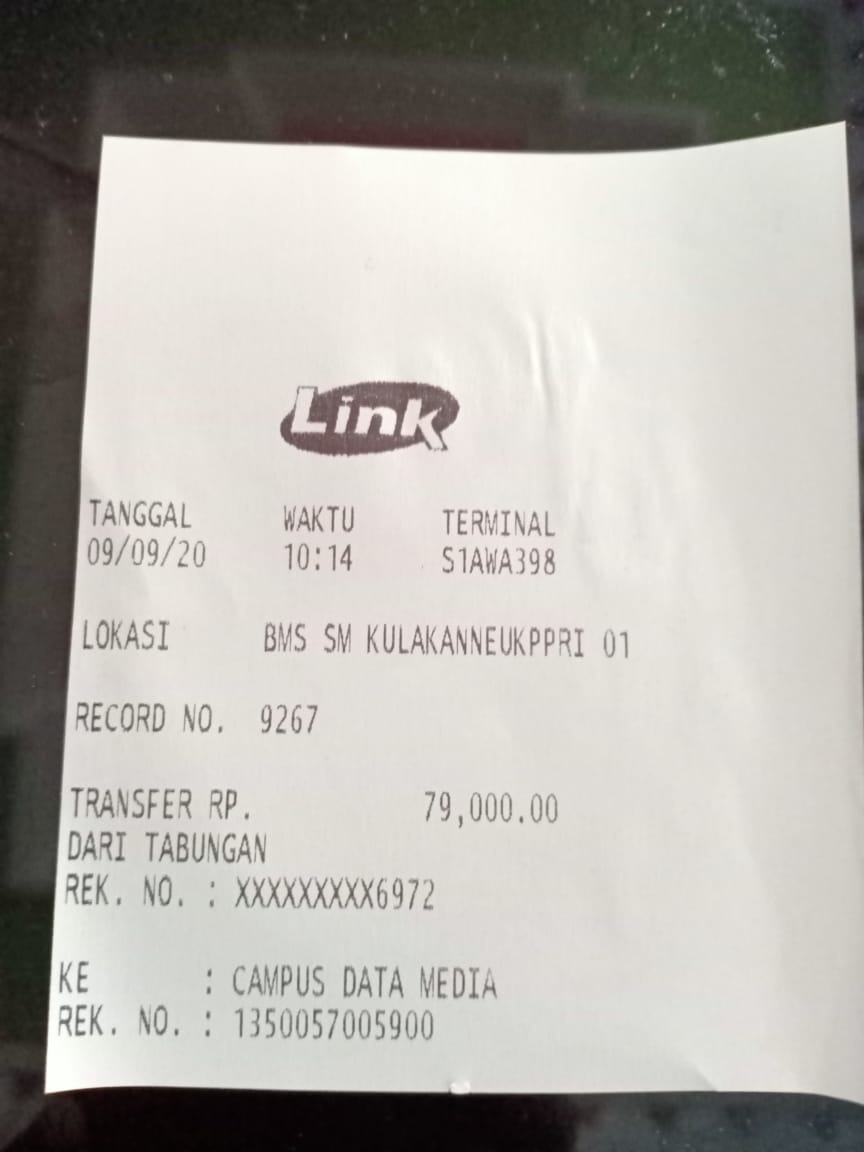 Link
TANGGAL WAKTU TERMINAL
09/09/20 10:14 S1AWA398
LOKASI BMS SM KULAKANNEUKPPRI 01
RECORD NO. 9267
TRANSFER RP. 79,000.00
DARI TABUNGAN
REK. NO. : XXXXXXXXX6972
KE : CAMPUS DATA MEDIA
REK. NO. : 1350057005900